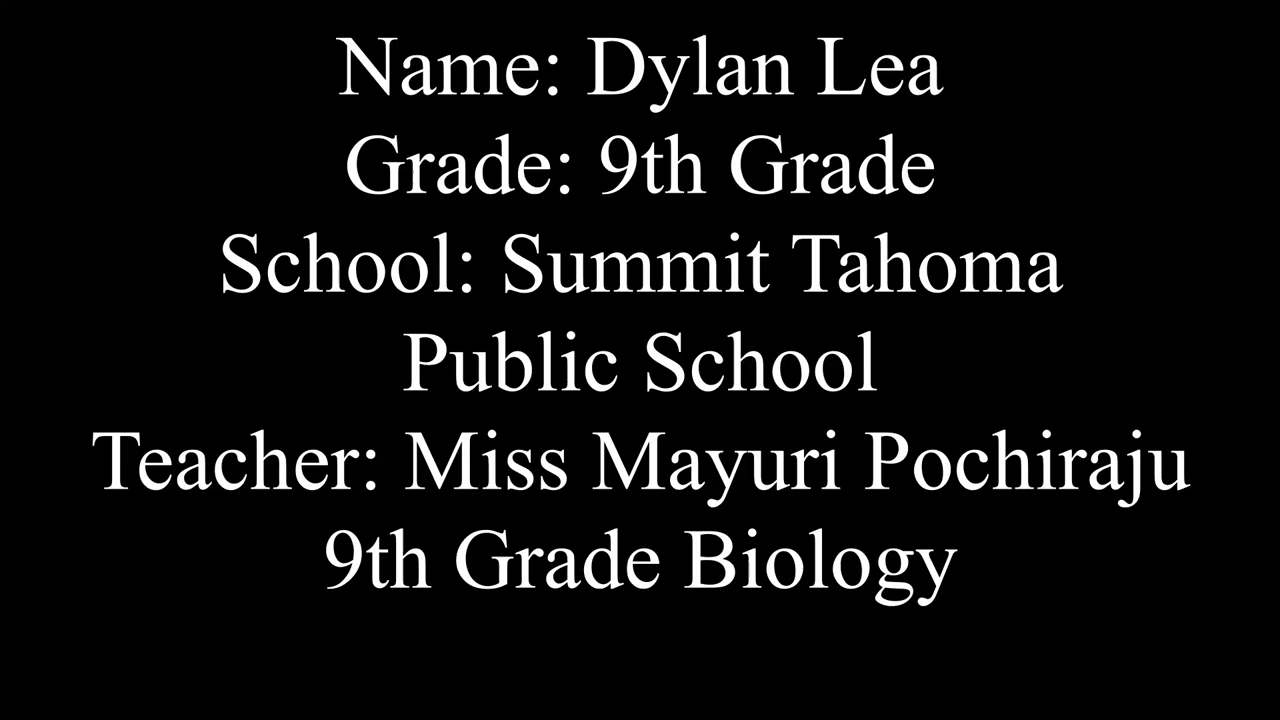 Name: Dylan Lea
Grade: 9th Grade
School: Summit Tahoma
Public School
Teacher: Miss Mayuri Pochiraju
9th Grade Biology